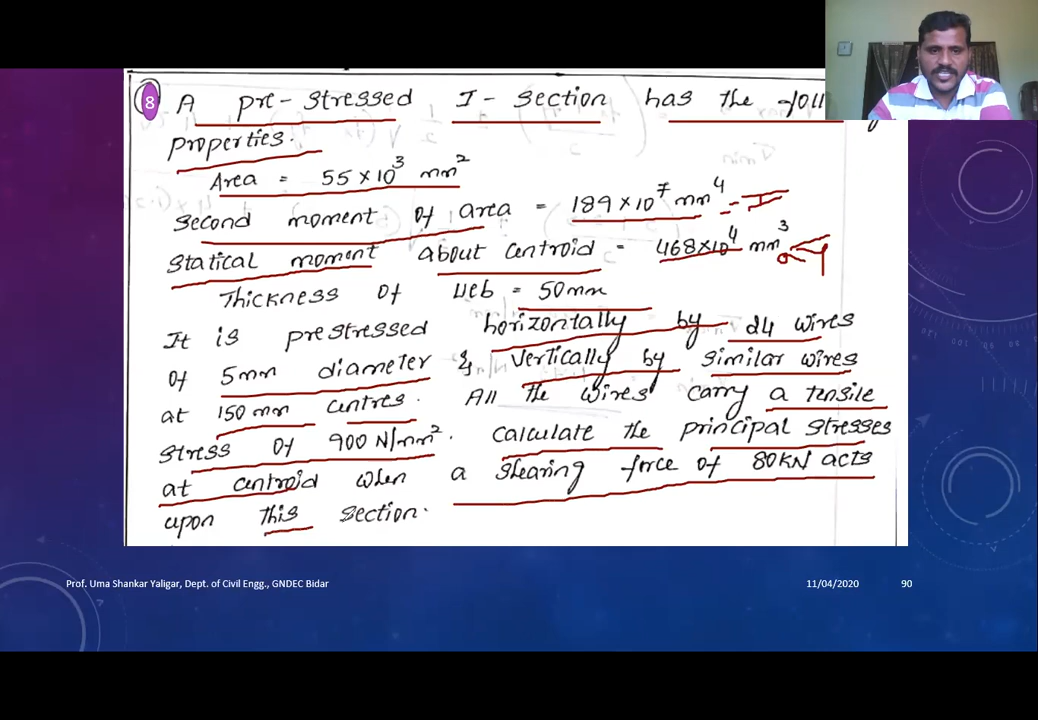 8 A pre-stressed I-section has the foll
properties.
Area = 55×10³ mm²
Second moment of area = 189×10⁷ mm⁴ - I
Statical moment about centroid = 468×10⁴ mm³
Thickness of web = 50mm
It is prestressed horizontally by 24 wires
of 5mm diameter & vertically by similar wires
at 150mm centres. All the wires carry a tensile
stress of 900 N/mm². Calculate the principal stresses
at centroid when a shearing force of 80KN acts
upon this section.
Prof. Uma Shankar Yaligar, Dept. of Civil Engg., GNDEC Bidar 11/04/2020 90